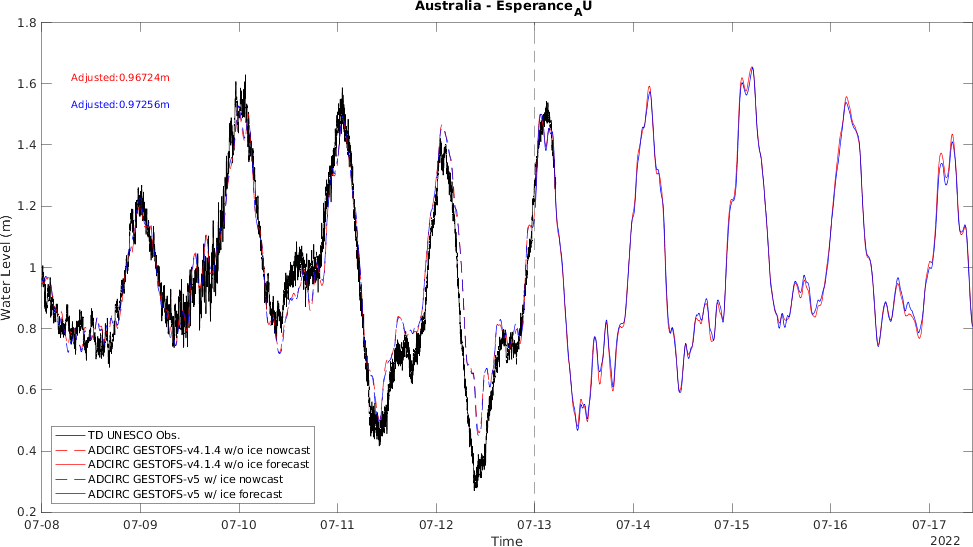 Australia - Esperance_AU
1.8
1.6
1.4
1.2
1
0.8
0.6
0.4
0.2
Water Level (m)
Adjusted:0.96724m
Adjusted:0.97256m
TD UNESCO Obs.
ADCIRC GESTOFS-v4.1.4 w/o ice nowcast
ADCIRC GESTOFS-v4.1.4 w/o ice forecast
ADCIRC GESTOFS-v5 w/ ice nowcast
ADCIRC GESTOFS-v5 w/ ice forecast
07-08 07-09 07-10 07-11 07-12 07-13 07-14 07-15 07-16 07-17
Time
2022